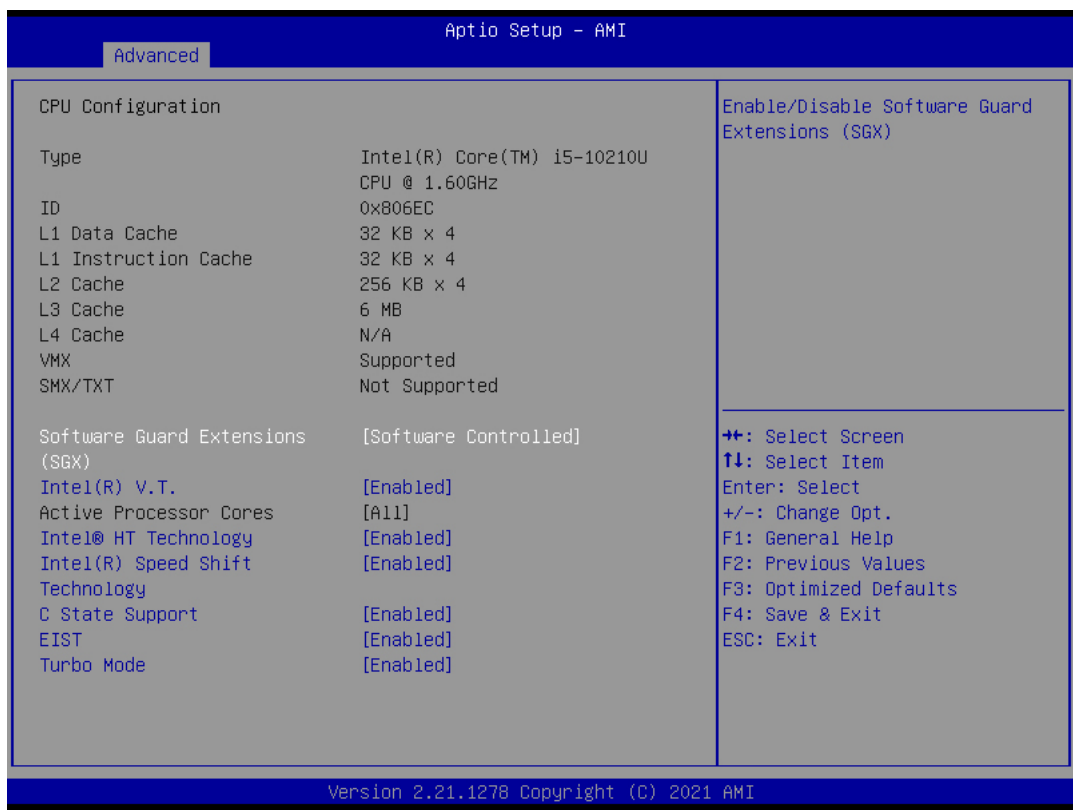 Aptio Setup – AMI
Advanced
CPU Configuration
Type Intel(R) Core(TM) i5-10210U
CPU @ 1.60GHz
ID 0x806EC
L1 Data Cache 32 KB x 4
L1 Instruction Cache 32 KB x 4
L2 Cache 256 KB x 4
L3 Cache 6 MB
L4 Cache N/A
VMX Supported
SMX/TXT Not Supported
Software Guard Extensions [Software Controlled]
(SGX)
Intel(R) V.T. [Enabled]
Active Processor Cores [All]
Intel® HT Technology [Enabled]
Intel(R) Speed Shift [Enabled]
Technology
C State Support [Enabled]
EIST [Enabled]
Turbo Mode [Enabled]
Enable/Disable Software Guard
Extensions (SGX)
→←: Select Screen
↑↓: Select Item
Enter: Select
+/-: Change Opt.
F1: General Help
F2: Previous Values
F3: Optimized Defaults
F4: Save & Exit
ESC: Exit
Version 2.21.1278 Copyright (C) 2021 AMI